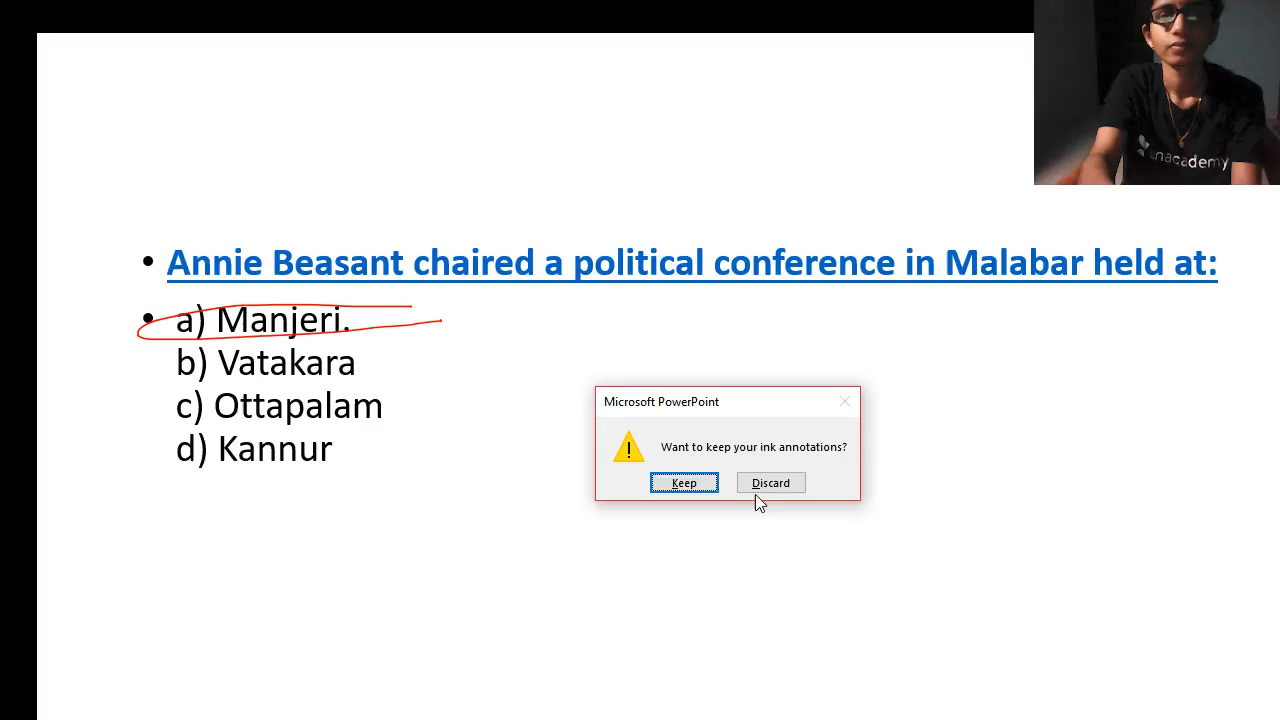 unacademy
• Annie Beasant chaired a political conference in Malabar held at:
• a) Manjeri.
b) Vatakara
c) Ottapalam
d) Kannur
Microsoft PowerPoint
Want to keep your ink annotations?
Keep Discard